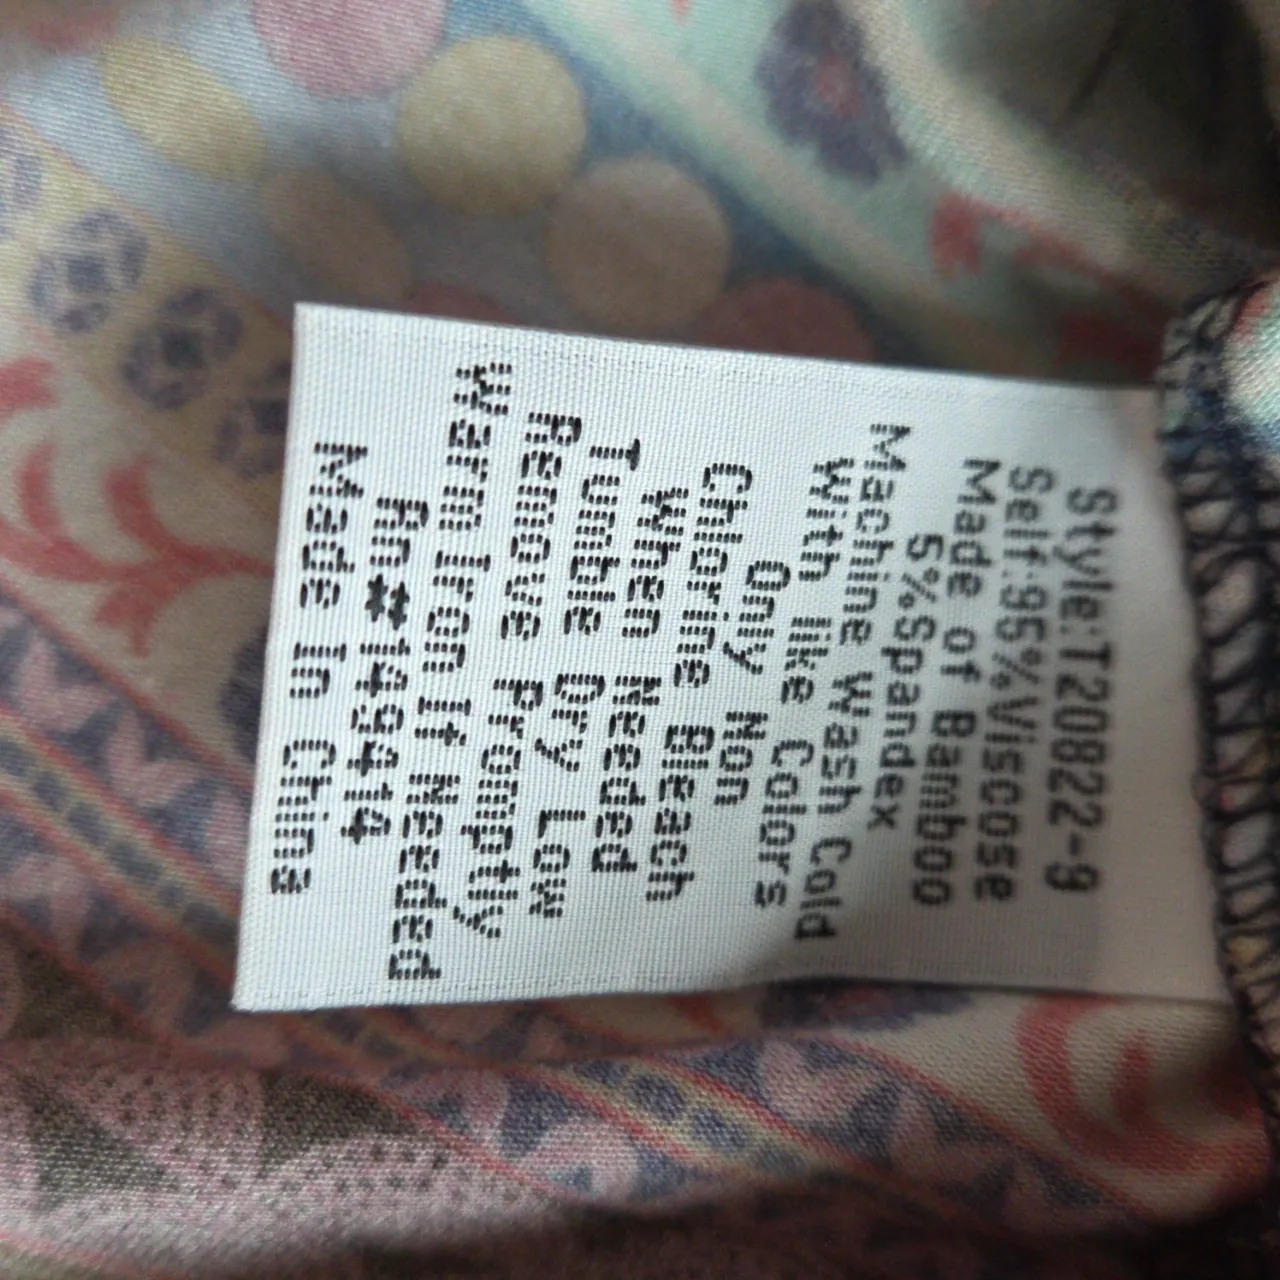 Style:T20822-9
Self:95%Viscose
Made of Bamboo
5%Spandex
Machine Wash Cold
With like Colors
Only Non
Chlorine Bleach
When Needed
Tumble Dry Low
Remove Promptly
Warm Iron If Needed
Rn#149414
Made In China